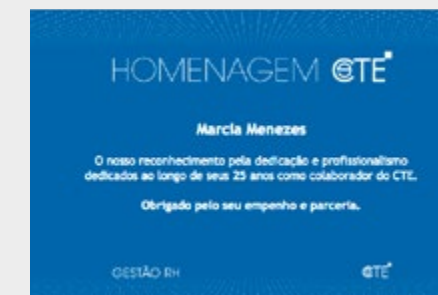 HOMENAGEM CTE
Marcia Menezes
O nosso reconhecimento pela dedicação e profissionalismo
dedicados ao longo de seus 25 anos como colaborador do CTE.
Obrigado pelo seu empenho e parceria.
GESTÃO RH
CTE